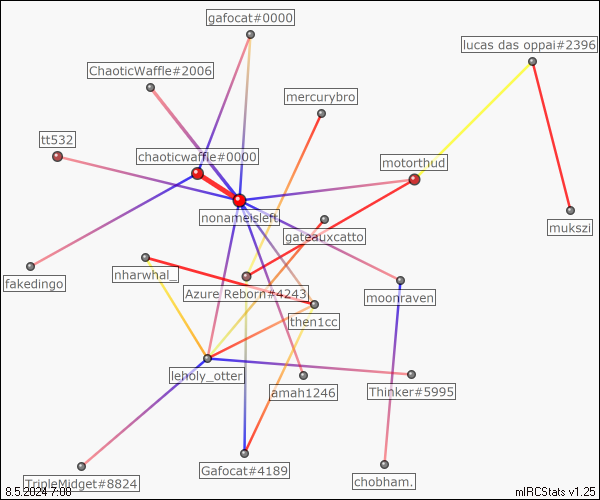 gafocat#0000
lucas das oppai#2396
ChaoticWaffle#2006
mercurybro
tt532
chaoticwaffle#0000
motorthud
nonameisleft
mukszi
gateauxcatto
fakedingo
nharwhal_
Azure Reborn#4243
moonraven
then1cc
leholy_otter
amah1246
Thinker#5995
Gafocat#4189
chobham.
TripleMidget#8824
8.5.2024 7:08
mIRCStats v1.25